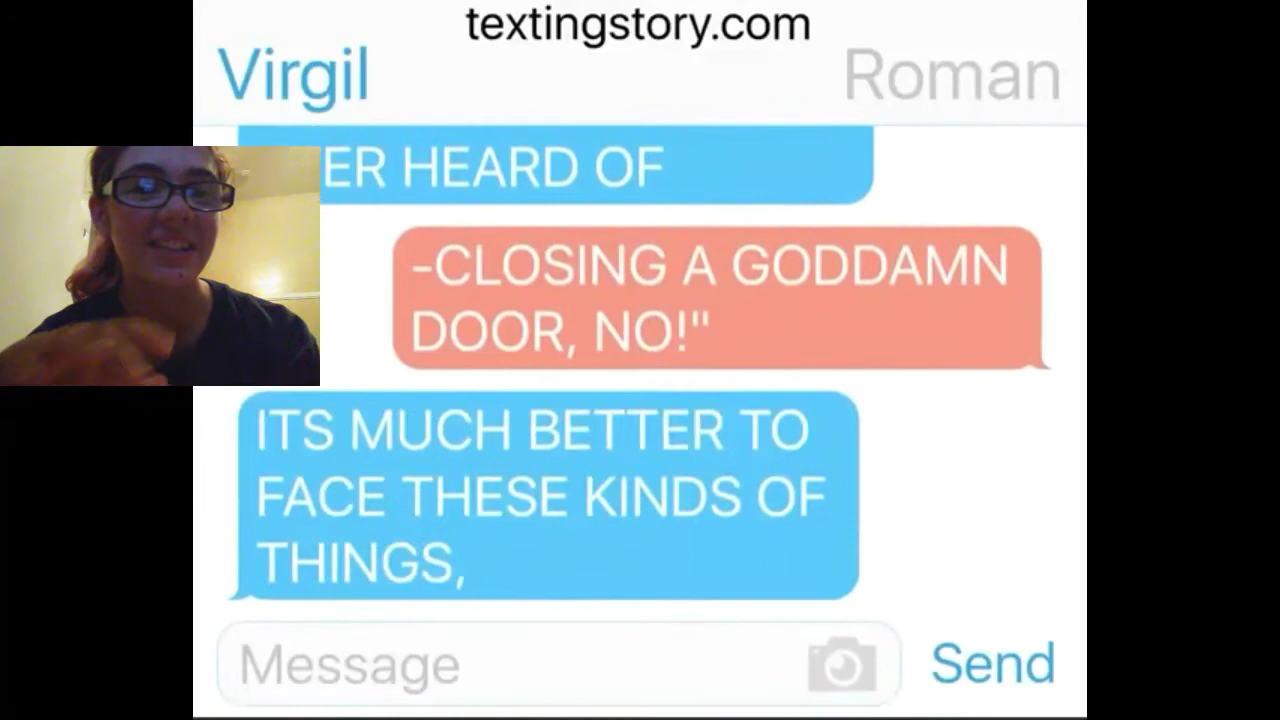 textingstory.com
Virgil
Roman
ER HEARD OF
-CLOSING A GODDAMN
DOOR, NO!"
ITS MUCH BETTER TO
FACE THESE KINDS OF
THINGS,
Message
Send